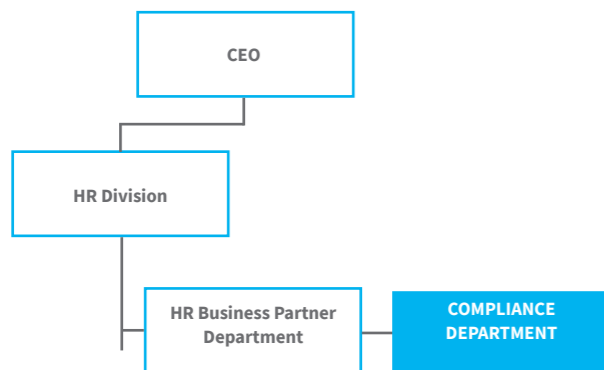 CEO
HR Division
HR Business Partner
Department
COMPLIANCE
DEPARTMENT